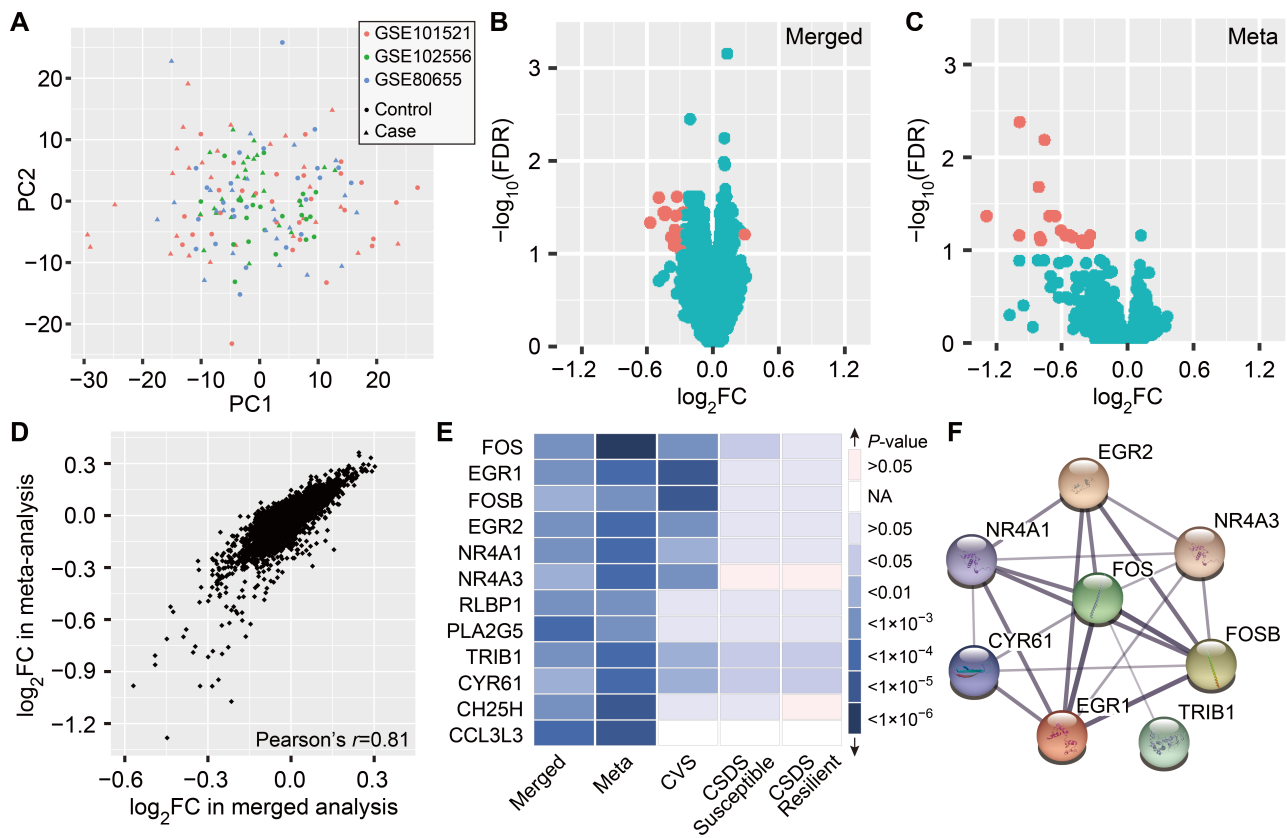 A
GSE101521
GSE102556
GSE80655
Control
Case
20
10
0
−10
−20
PC2
−30
−20
−10
0
10
20
PC1
B
Merged
3
2
1
0
−log10(FDR)
−1.2
−0.6
0.0
0.6
1.2
log2FC
C
Meta
3
2
1
0
−log10(FDR)
−1.2
−0.6
0.0
0.6
1.2
log2FC
D
0.3
0.0
−0.3
−0.6
−0.9
−1.2
log2FC in meta-analysis
Pearson's r=0.81
−0.6
−0.3
0.0
0.3
log2FC in merged analysis
E
FOS
EGR1
FOSB
EGR2
NR4A1
NR4A3
RLBP1
PLA2G5
TRIB1
CYR61
CH25H
CCL3L3
Merged
Meta
CVS
CSDS
Susceptible
CSDS
Resilient
P-value
>0.05
NA
>0.05
<0.05
<0.01
<1×10−3
<1×10−4
<1×10−5
<1×10−6
F
EGR2
NR4A1
NR4A3
FOS
CYR61
FOSB
EGR1
TRIB1